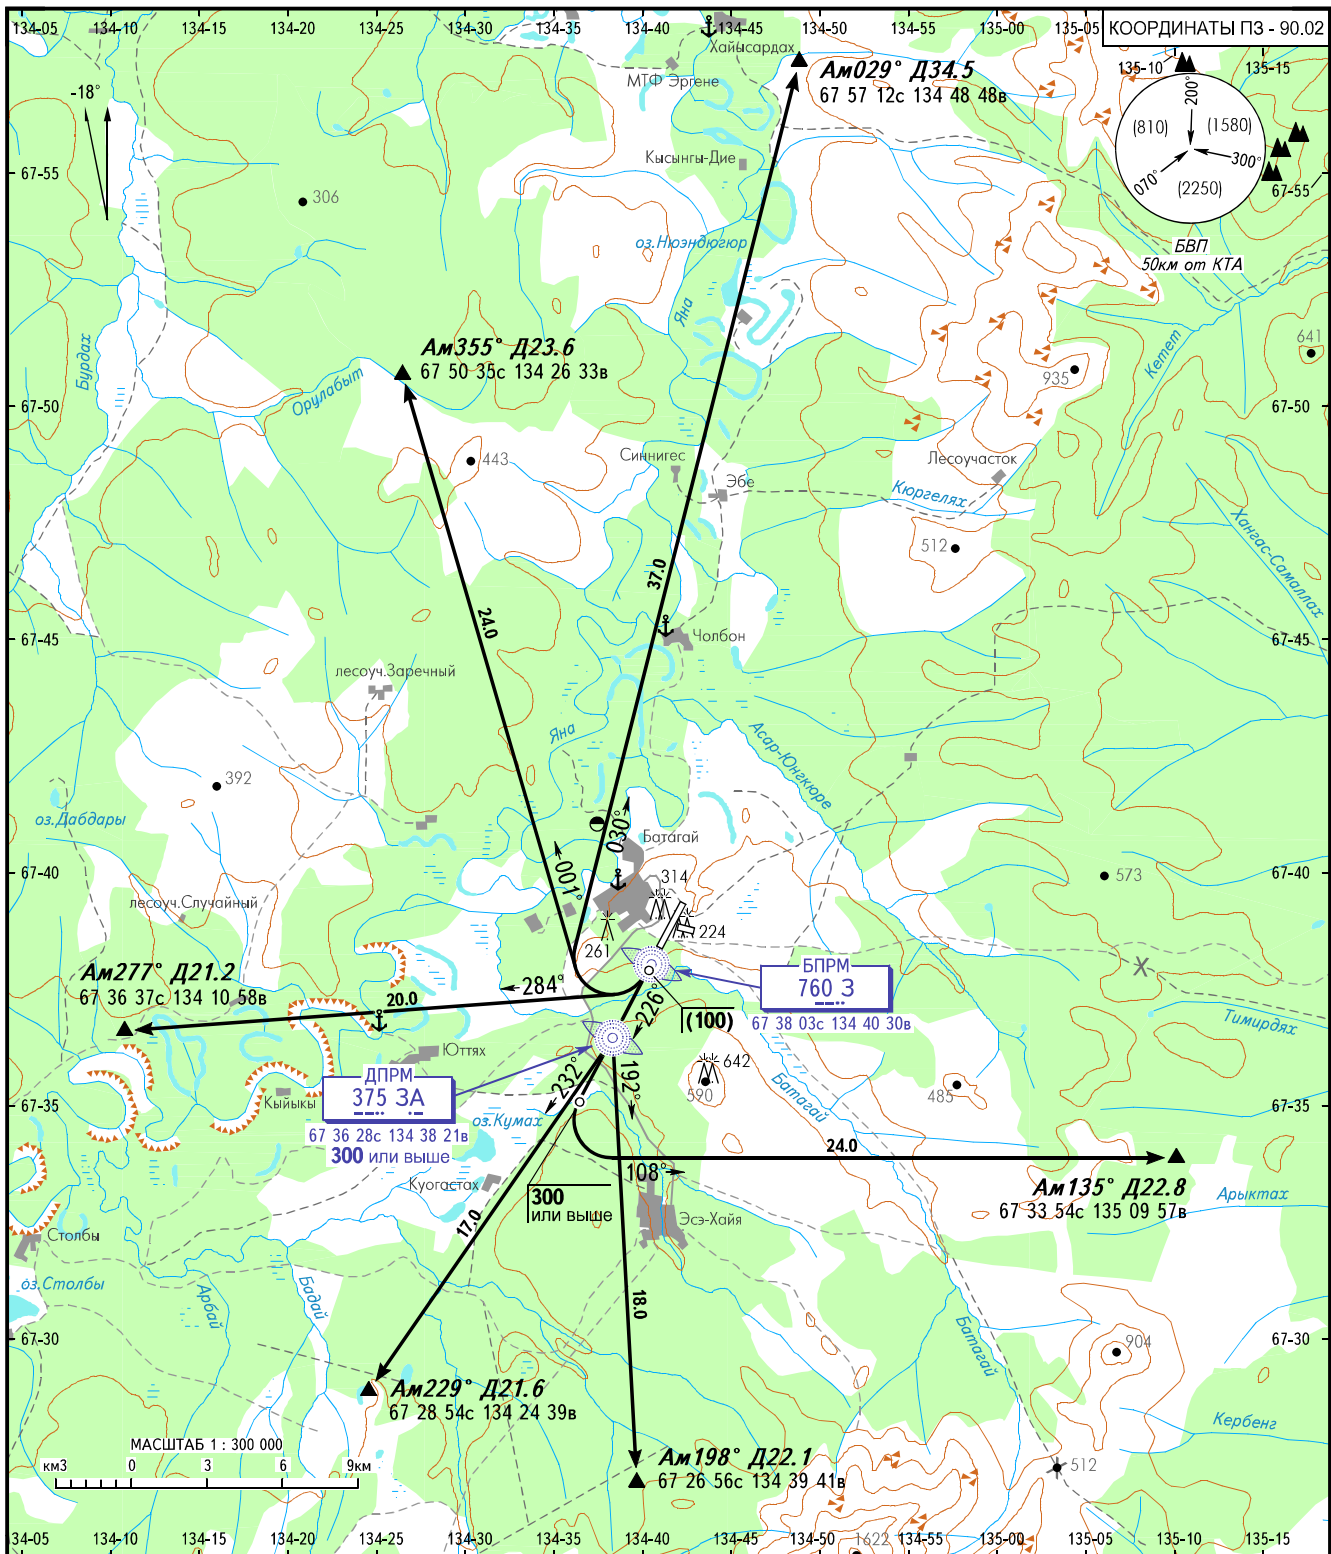 134-05
134-10
134-15
134-20
134-25
134-30
134-35
134-40
134-45
134-50
134-55
135-00
135-05
КООРДИНАТЫ ПЗ - 90.02
135-10
135-15
Хайысардах
МТФ Эргене
Ам029° Д34.5
67 57 12с 134 48 48в
-18°
200°
(810)
(1580)
300°
070°
(2250)
67-55
67-55
Кысынгы-Дие
306
оз.Нюэндюгюр
БВП
50км от КТА
Яна
Бурдах
Кетет
641
Ам355° Д23.6
67 50 35с 134 26 33в
935
Орулабыт
67-50
67-50
443
Синнигес
Эбе
Лесоучасток
Кюргелях
Хангас-Самаллах
512
37.0
24.0
67-45
67-45
Чолбон
лесоуч.Заречный
Яна
Асар-Юнгкюре
392
оз.Дабдары
030°
Батагай
001°
67-40
67-40
314
573
лесоуч.Случайный
224
261
Ам277° Д21.2
67 36 37с 134 10 58в
284°
20.0
226°
БПРМ
760 З
67 38 03с 134 40 30в
(100)
Тимирдях
Юттях
642
590
ДПРМ
375 ЗА
67 36 28с 134 38 21в
300 или выше
Кыйыкы
232°
192°
оз.Кумах
Батагай
485
67-35
67-35
24.0
108°
Куогастах
300
или выше
Ам135° Д22.8
67 33 54с 135 09 57в
Арыктах
17.0
Эсэ-Хайя
Столбы
оз.Столбы
Арбай
Бадай
18.0
Батагай
67-30
67-30
904
Ам229° Д21.6
67 28 54с 134 24 39в
Кербенг
МАСШТАБ 1 : 300 000
км3 0 3 6 9км
Ам198° Д22.1
67 26 56с 134 39 41в
512
1622
134-05
134-10
134-15
134-20
134-25
134-30
134-35
134-40
134-45
134-50
134-55
135-00
135-05
135-10
135-15